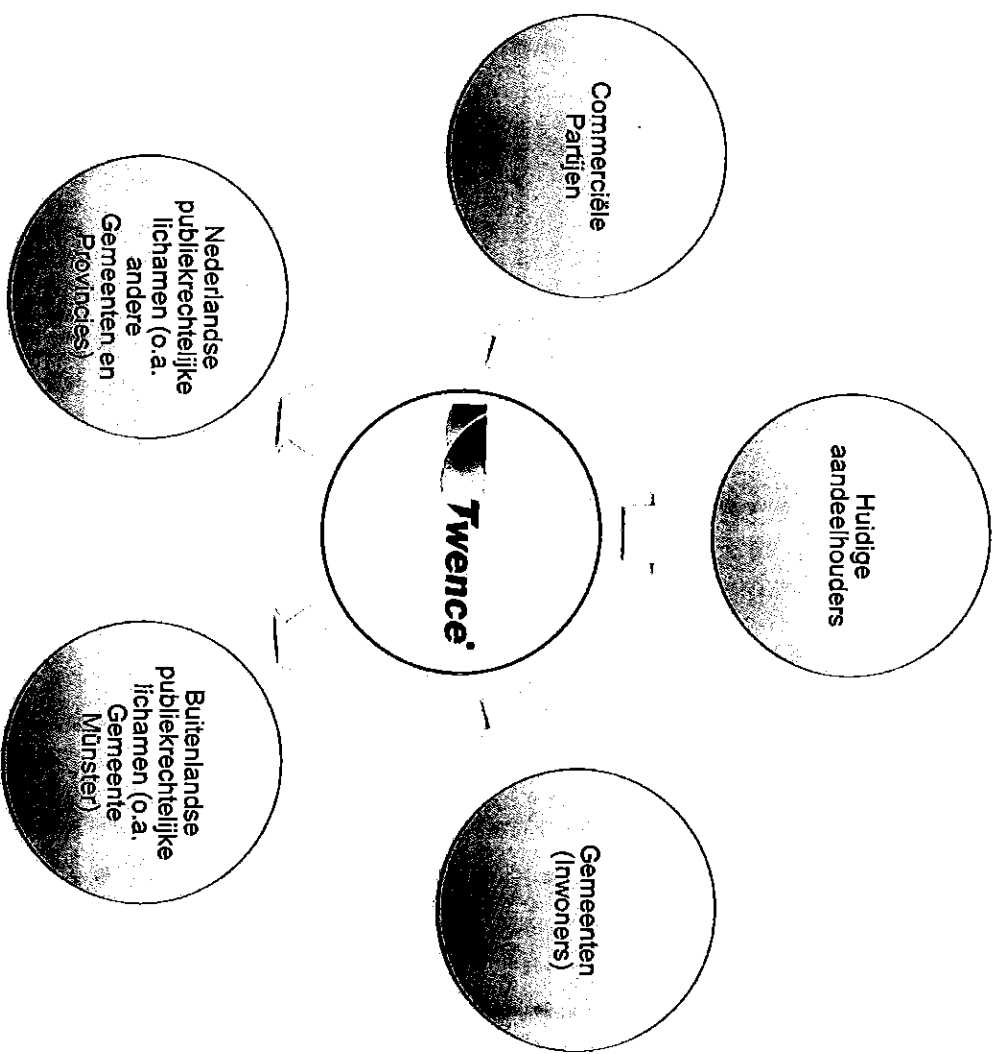 Huidige
aandeelhouders
Commerciële
Partijen
Gemeenten
(Inwoners)
Twence
Nederlandse
publiekrechtelijke
lichamen (o.a.
andere
Gemeenten en
Provincies)
Buitenlandse
publiekrechtelijke
lichamen (o.a.
Gemeente
Münster)